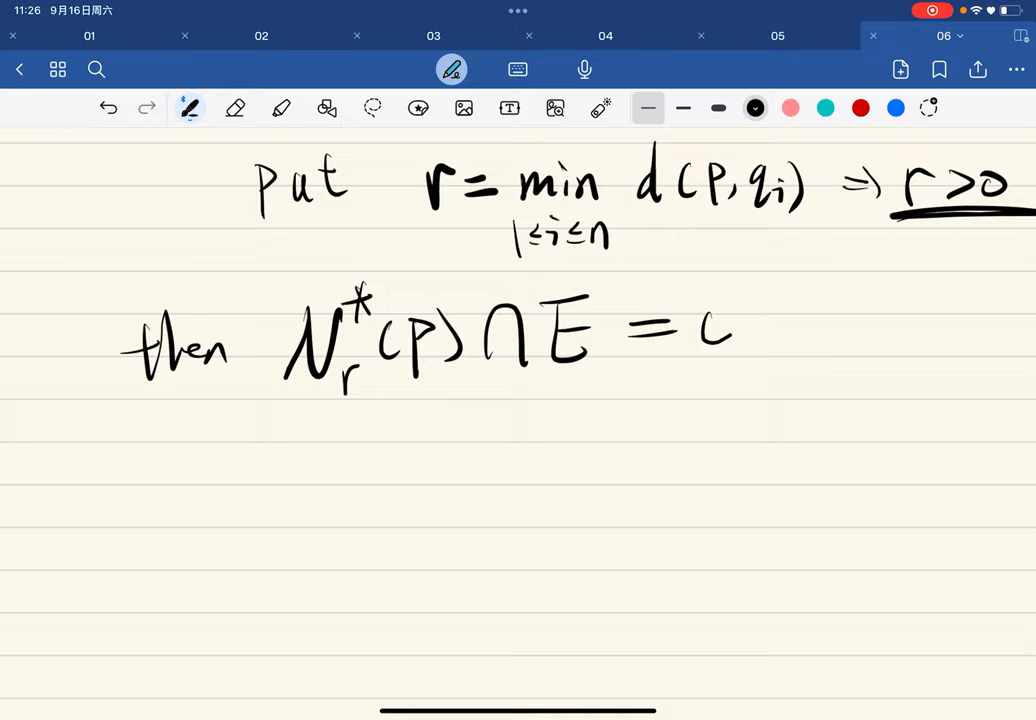 11:26 9月16日周六
01 02 03 04 05 06
put r = min d(p, qi) ⇒ r > 0
1≤i≤n
then N*r(p) ∩ E = c